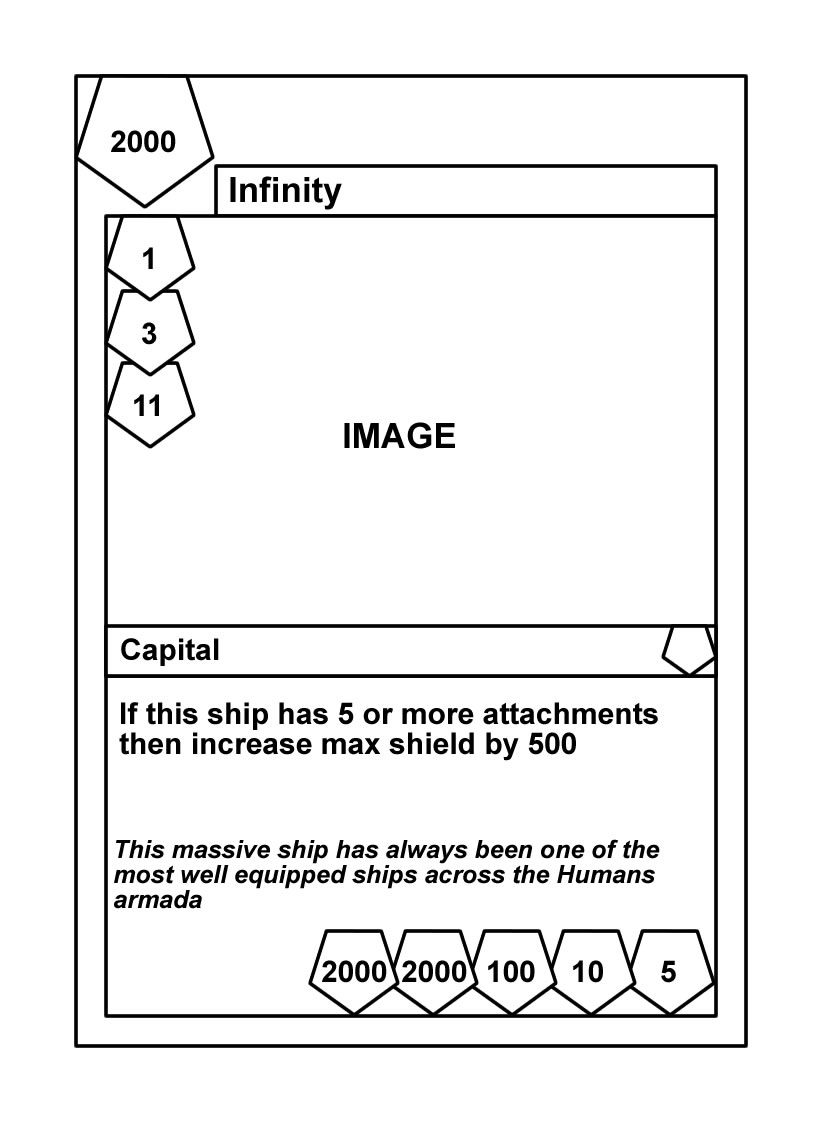 2000
Infinity
1
3
11
IMAGE
Capital
If this ship has 5 or more attachments
then increase max shield by 500
This massive ship has always been one of the
most well equipped ships across the Humans
armada
2000 2000 100 10 5